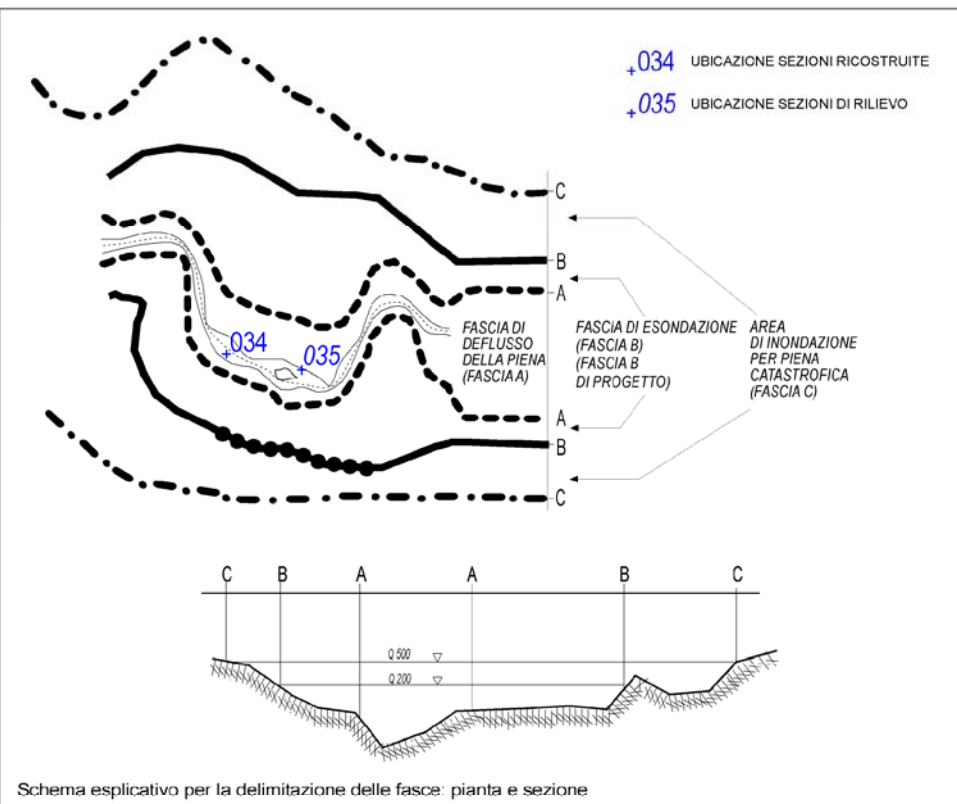 +034 UBICAZIONE SEZIONI RICOSTRUITE
+035 UBICAZIONE SEZIONI DI RILIEVO
C
B
A
034
035
FASCIA DI
DEFLUSSO
DELLA PIENA
(FASCIA A)
FASCIA DI ESONDAZIONE
(FASCIA B)
(FASCIA B
DI PROGETTO)
AREA
DI INONDAZIONE
PER PIENA
CATASTROFICA
(FASCIA C)
A
B
C
C B A A B C
Q 500
Q 200
Schema esplicativo per la delimitazione delle fasce: pianta e sezione